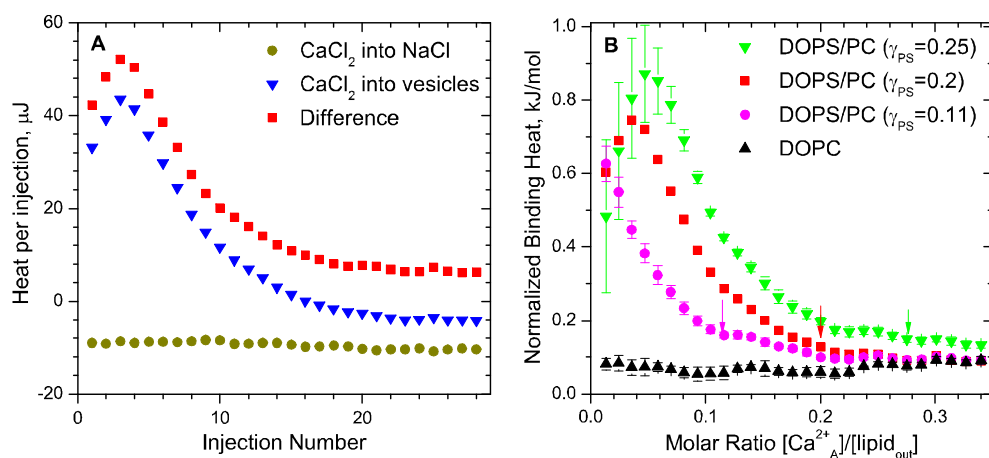 A
CaCl₂ into NaCl
CaCl₂ into vesicles
Difference
Heat per injection, μJ
60
40
20
0
-20
0
10
20
Injection Number
B
DOPS/PC (γPS=0.25)
DOPS/PC (γPS=0.2)
DOPS/PC (γPS=0.11)
DOPC
Normalized Binding Heat, kJ/mol
1.0
0.8
0.6
0.4
0.2
0.0
0.0
0.1
0.2
0.3
Molar Ratio [Ca²⁺A]/[lipidout]